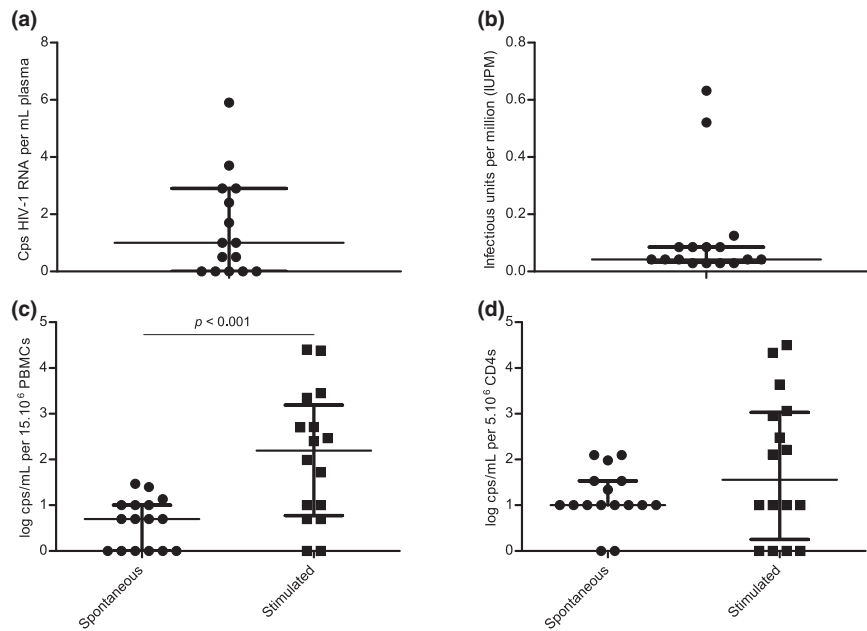 (a)
Cps HIV-1 RNA per mL plasma
8
6
4
2
0
(b)
Infectious units per million (IUPM)
0.8
0.6
0.4
0.2
0.0
(c)
log cps/mL per 15.10⁶ PBMCs
5
4
3
2
1
0
p < 0.001
Spontaneous
Stimulated
(d)
log cps/mL per 5.10⁶ CD4s
5
4
3
2
1
0
Spontaneous
Stimulated